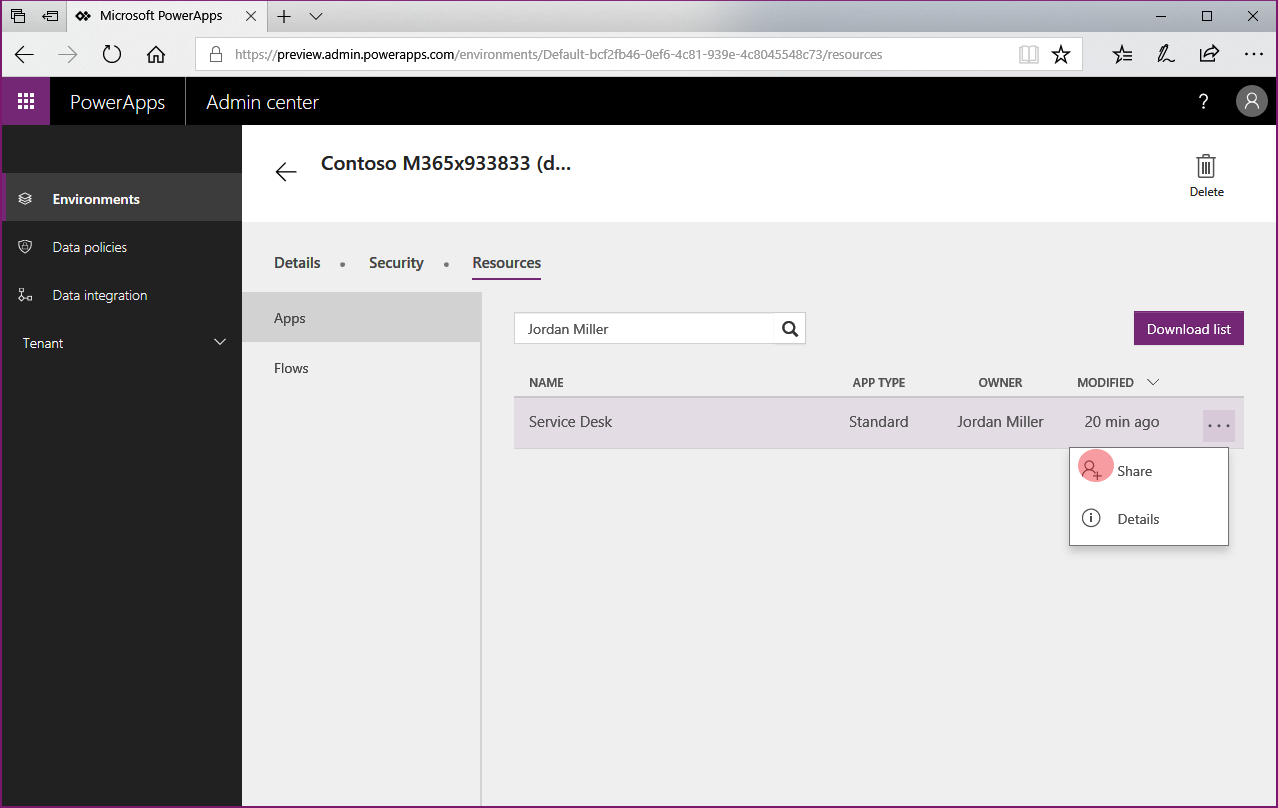 Microsoft PowerApps
https://preview.admin.powerapps.com/environments/Default-bcf2fb46-0ef6-4c81-939e-4c8045548c73/resources
PowerApps Admin center ?
Contoso M365x933833 (d...
Delete
Environments
Data policies
Data integration
Tenant
Details • Security • Resources
Apps
Flows
Jordan Miller
Download list
NAME APP TYPE OWNER MODIFIED
Service Desk Standard Jordan Miller 20 min ago ...
Share
Details